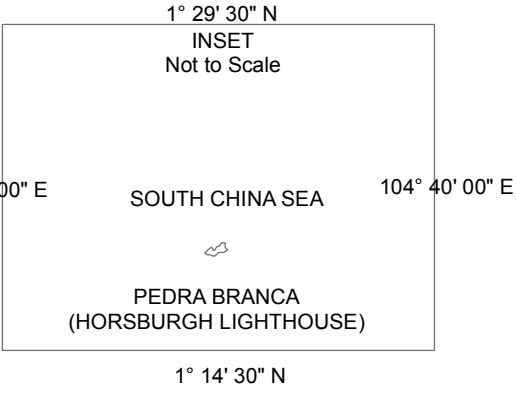 1° 29' 30" N
INSET
Not to Scale
00" E
SOUTH CHINA SEA
104° 40' 00" E
PEDRA BRANCA
(HORSBURGH LIGHTHOUSE)
1° 14' 30" N